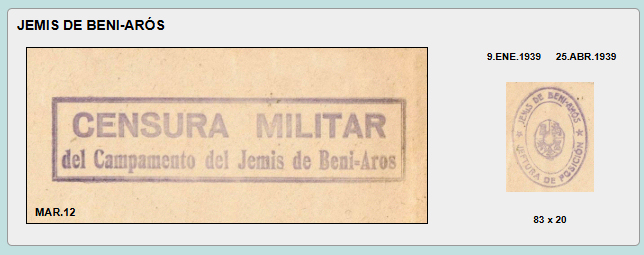 JEMIS DE BENI-ARÓS
CENSURA MILITAR
del Campamento del Jemis de Beni-Aros
MAR.12
9.ENE.1939 25.ABR.1939
JEMIS DE BENI-ARÓS
JEFATURA DE POSICIÓN
83 x 20